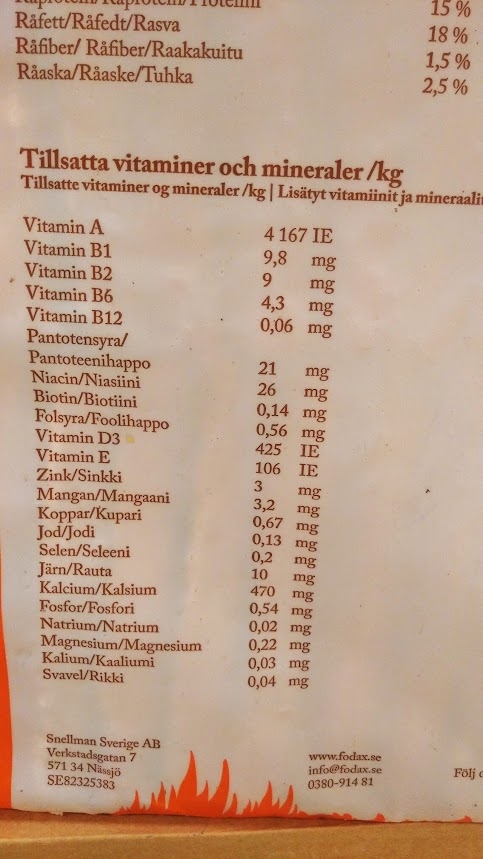 15 %
Råfett/Råfedt/Rasva 18 %
Råfiber/ Råfiber/Raakakuitu 1,5 %
Råaska/Råaske/Tuhka 2,5 %
Tillsatta vitaminer och mineraler /kg
Tillsatte vitaminer og mineraler /kg | Lisätyt vitamiinit ja
Vitamin A 4 167 IE
Vitamin B1 9,8 mg
Vitamin B2 9 mg
Vitamin B6 4,3 mg
Vitamin B12 0,06 mg
Pantotensyra/
Pantoteenihappo 21 mg
Niacin/Niasiini 26 mg
Biotin/Biotiini 0,14 mg
Folsyra/Foolihappo 0,56 mg
Vitamin D3 425 IE
Vitamin E 106 IE
Zink/Sinkki 3 mg
Mangan/Mangaani 3,2 mg
Koppar/Kupari 0,67 mg
Jod/Jodi 0,13 mg
Selen/Seleeni 0,2 mg
Järn/Rauta 10 mg
Kalcium/Kalsium 470 mg
Fosfor/Fosfori 0,54 mg
Natrium/Natrium 0,02 mg
Magnesium/Magnesium 0,22 mg
Kalium/Kaaliumi 0,03 mg
Svavel/Rikki 0,04 mg
Snellman Sverige AB
Verkstadsgatan 7
571 34 Nässjö
SE82325383
www.fodax.se
info@fodax.se
0380-914 81
Följ